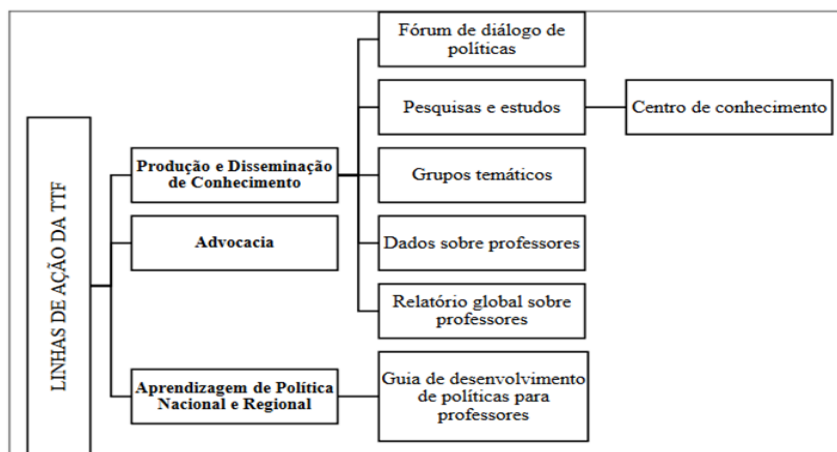 LINHAS DE AÇÃO DA TTF
Produção e Disseminação
de Conhecimento
Fórum de diálogo de
políticas
Pesquisas e estudos
Centro de conhecimento
Grupos temáticos
Dados sobre professores
Relatório global sobre
professores
Advocacia
Aprendizagem de Política
Nacional e Regional
Guia de desenvolvimento
de políticas para
professores